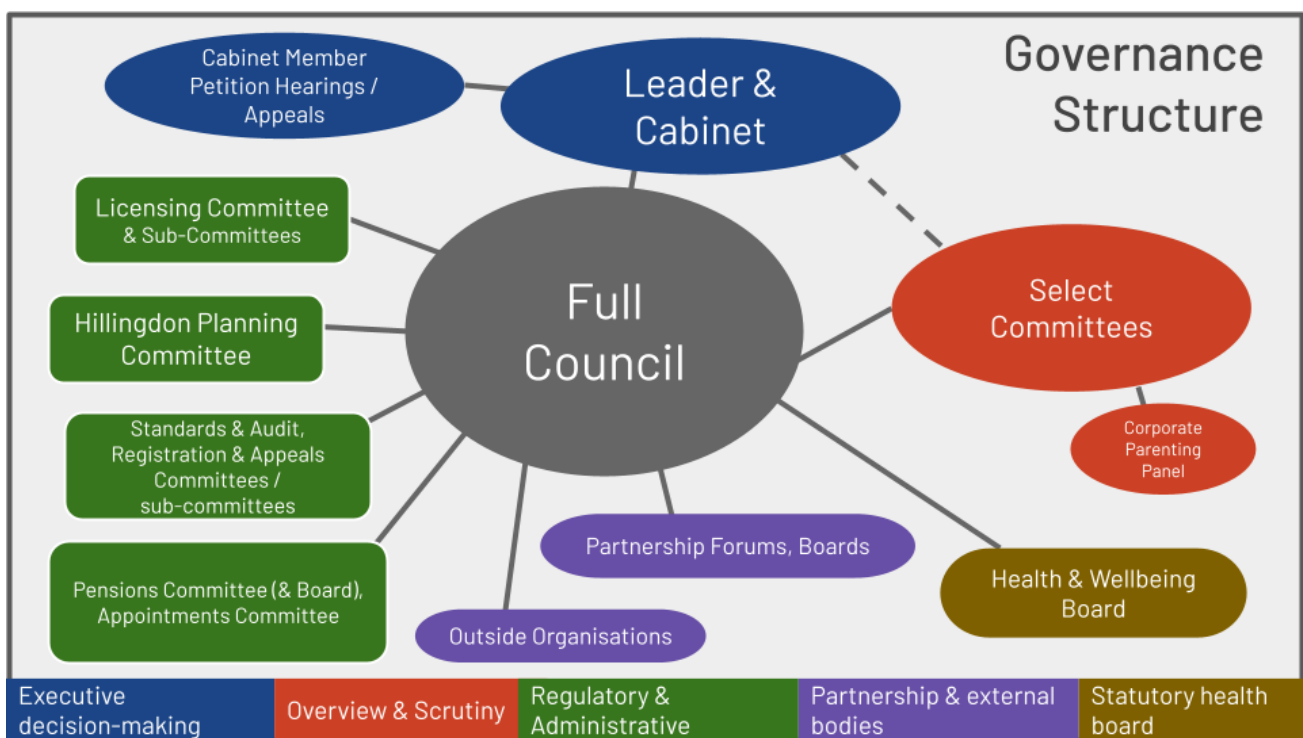 Governance
Structure
Cabinet Member
Petition Hearings /
Appeals
Leader &
Cabinet
Licensing Committee
& Sub-Committees
Hillingdon Planning
Committee
Full
Council
Select
Committees
Standards & Audit,
Registration & Appeals
Committees /
sub-committees
Corporate
Parenting
Panel
Pensions Committee (& Board),
Appointments Committee
Partnership Forums, Boards
Health & Wellbeing
Board
Outside Organisations
Executive
decision-making
Overview & Scrutiny
Regulatory &
Administrative
Partnership & external
bodies
Statutory health
board